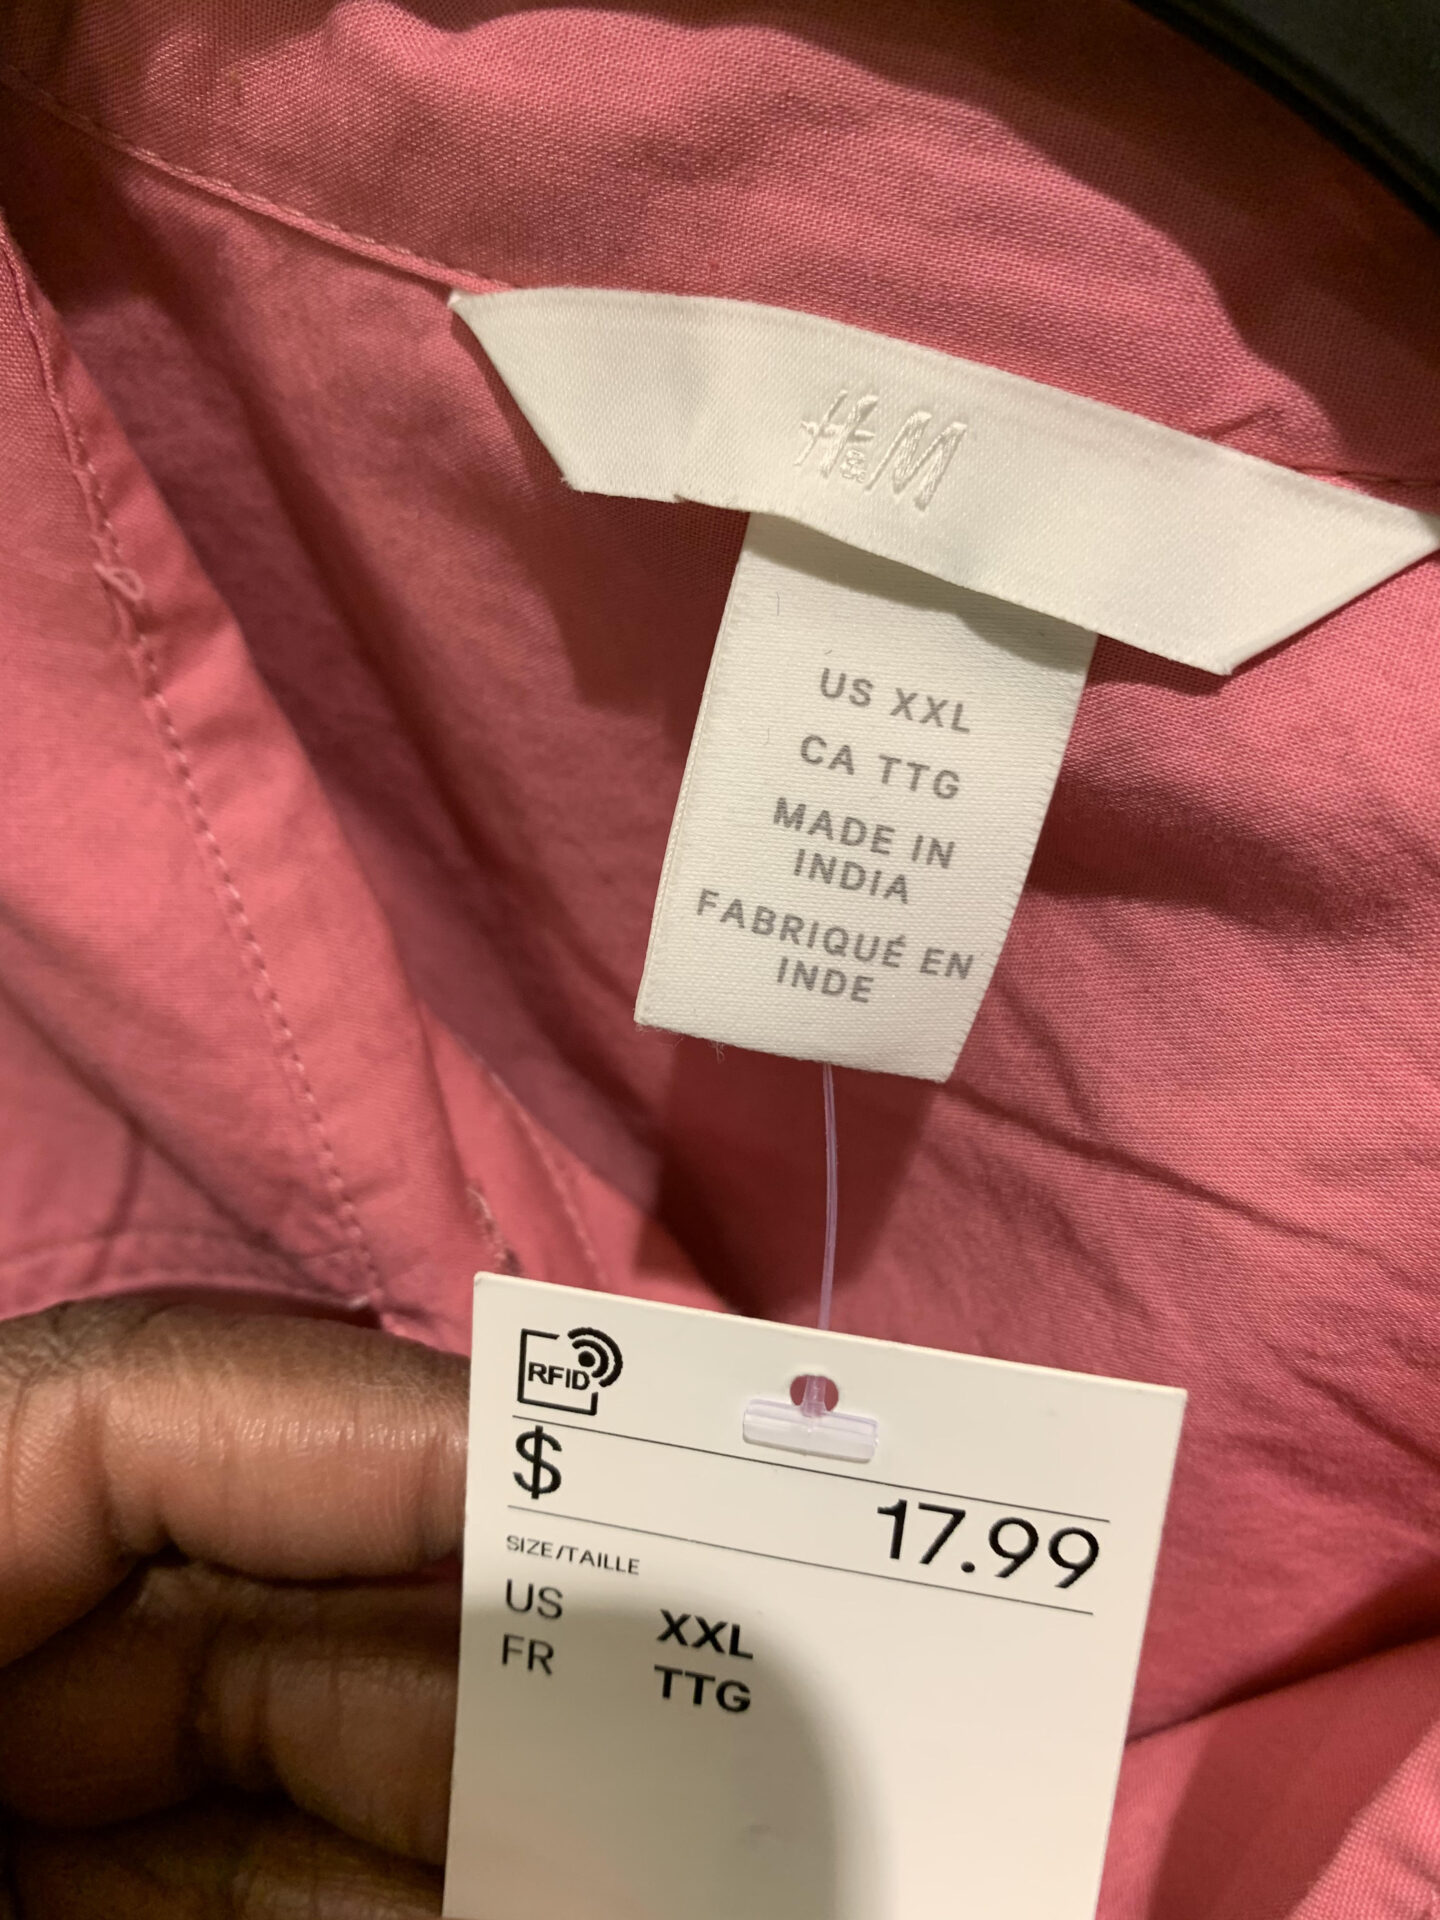 H&M
US XXL
CA TTG
MADE IN
INDIA
FABRIQUÉ EN
INDE
RFID
$ 17.99
SIZE/TAILLE
US XXL
FR TTG